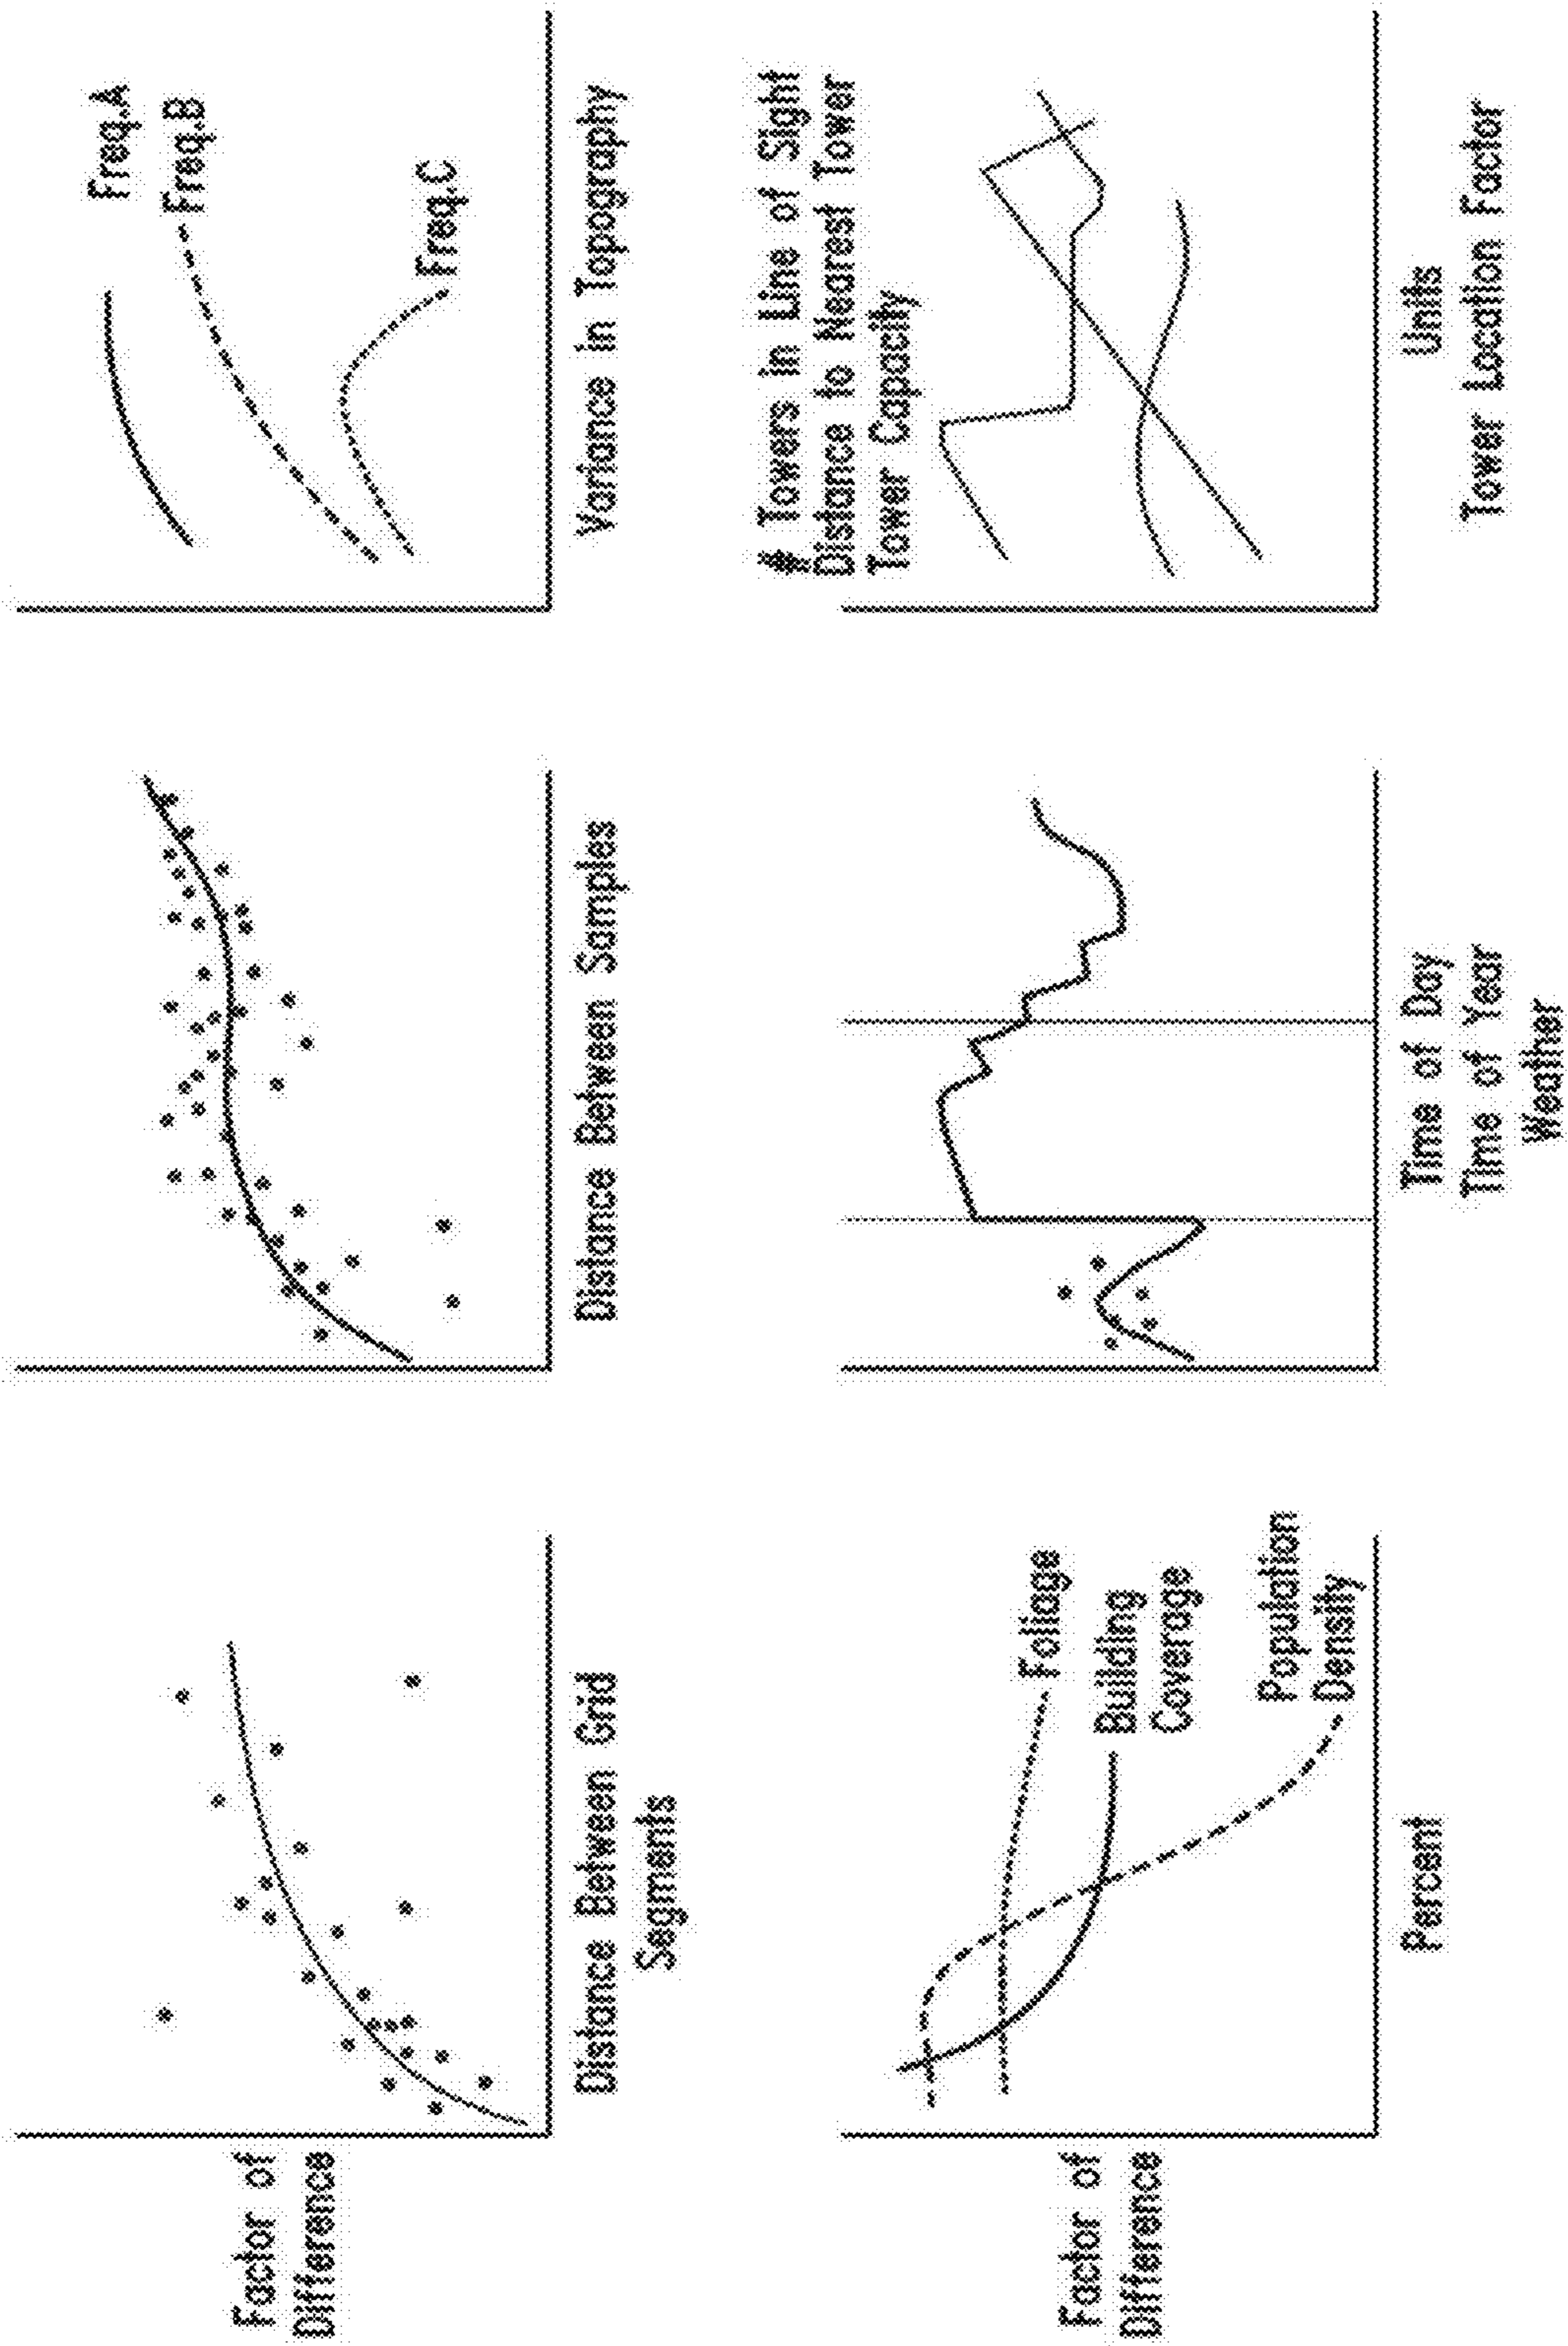 Factor of
Difference
Distance Between Grid
Segments
Distance Between Samples
Freq.A
Freq.B
Freq.C
Variance in Topography
Factor of
Difference
Foliage
Building
Coverage
Population
Density
Percent
Time of Day
Time of Year
Weather
# Towers in Line of Sight
Distance to Nearest Tower
Tower Capacity
Units
Tower Location Factor